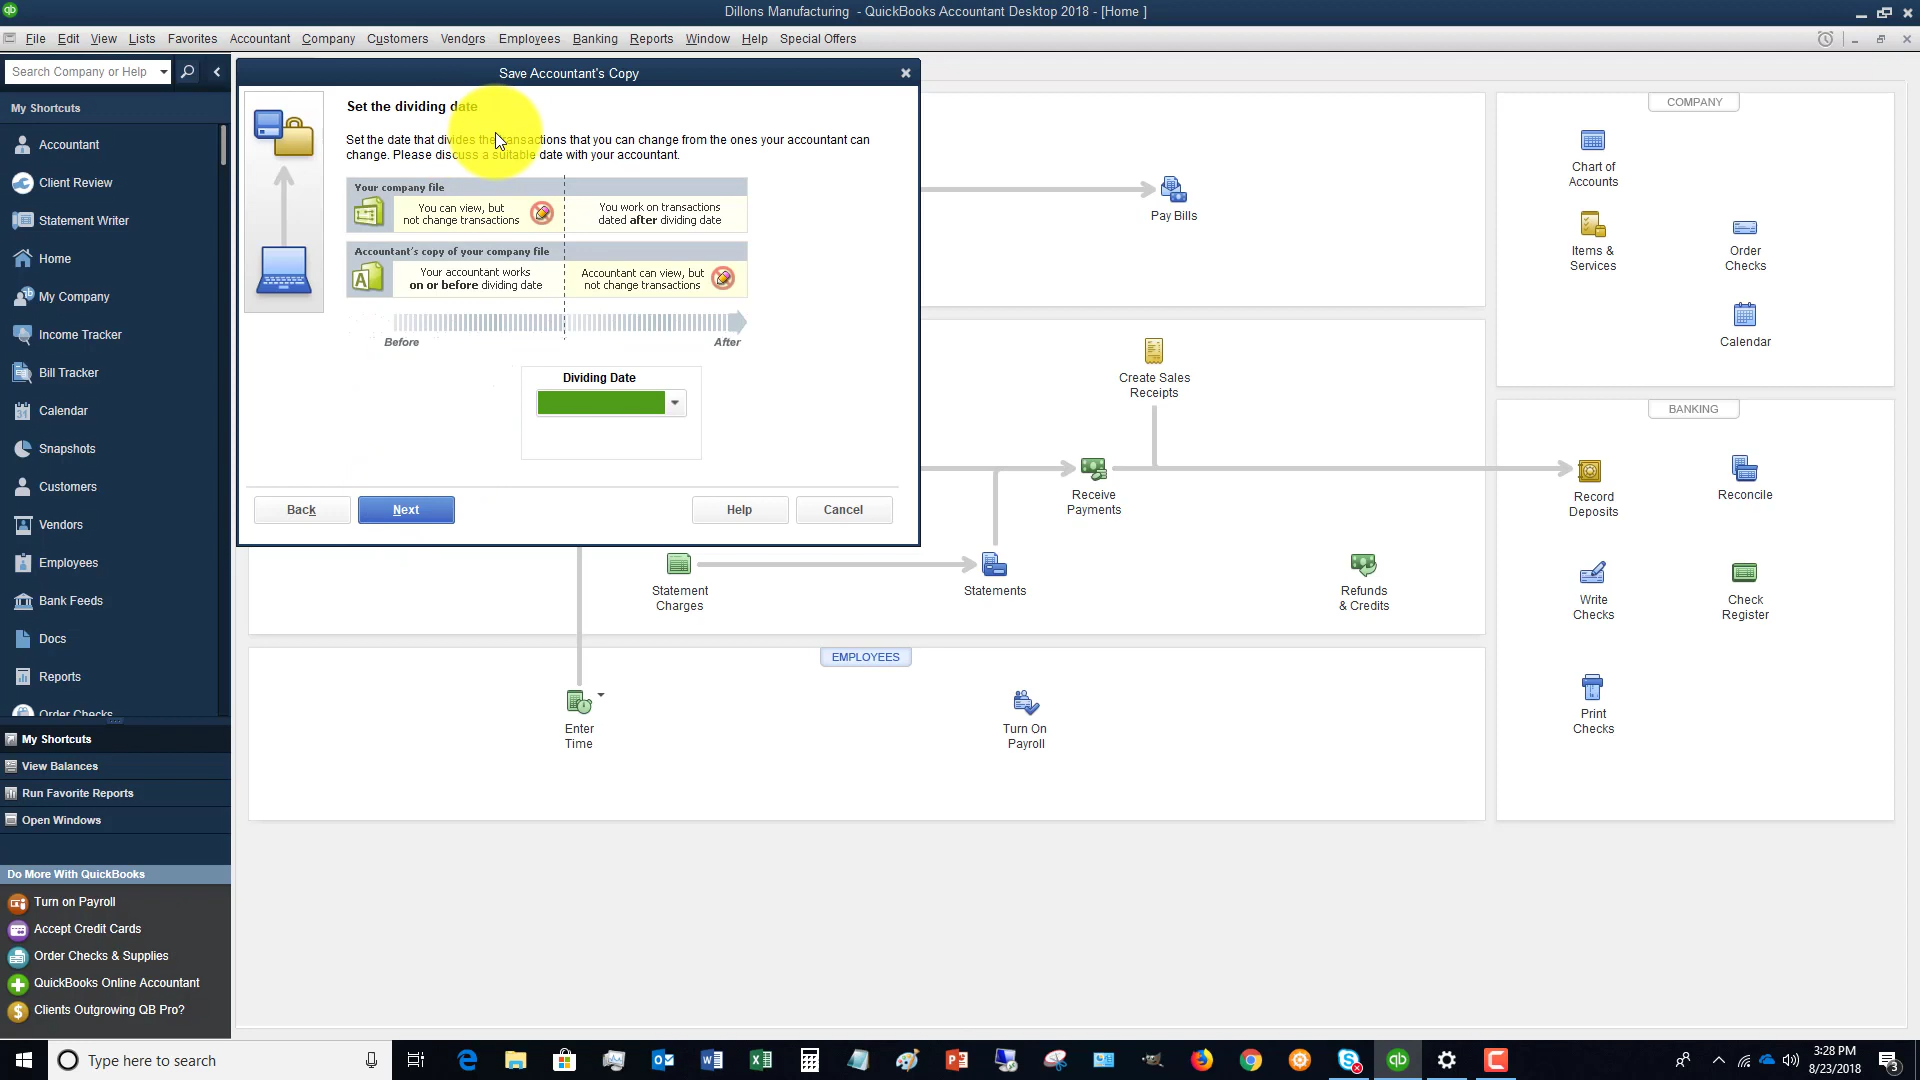 Dillons Manufacturing - QuickBooks Accountant Desktop 2018 - [Home ]
File Edit View Lists Favorites Accountant Company Customers Vendors Employees Banking Reports Window Help Special Offers
Search Company or Help
My Shortcuts
Accountant
Client Review
Statement Writer
Home
My Company
Income Tracker
Bill Tracker
Calendar
Snapshots
Customers
Vendors
Employees
Bank Feeds
Docs
Reports
Order Checks
My Shortcuts
View Balances
Run Favorite Reports
Open Windows
Do More With QuickBooks
Turn on Payroll
Accept Credit Cards
Order Checks & Supplies
QuickBooks Online Accountant
Clients Outgrowing QB Pro?
Save Accountant's Copy
Set the dividing date
Set the date that divides the transactions that you can change from the ones your accountant can
change. Please discuss a suitable date with your accountant.
Your company file
You can view, but
not change transactions
You work on transactions
dated after dividing date
Accountant's copy of your company file
Your accountant works
on or before dividing date
Accountant can view, but
not change transactions
Before
After
Dividing Date
Back
Next
Help
Cancel
Pay Bills
Create Sales
Receipts
Receive
Payments
Statement
Charges
Statements
Refunds
& Credits
EMPLOYEES
Enter
Time
Turn On
Payroll
COMPANY
Chart of
Accounts
Items &
Services
Order
Checks
Calendar
BANKING
Record
Deposits
Reconcile
Write
Checks
Check
Register
Print
Checks
Type here to search
3:28 PM
8/23/2018
3